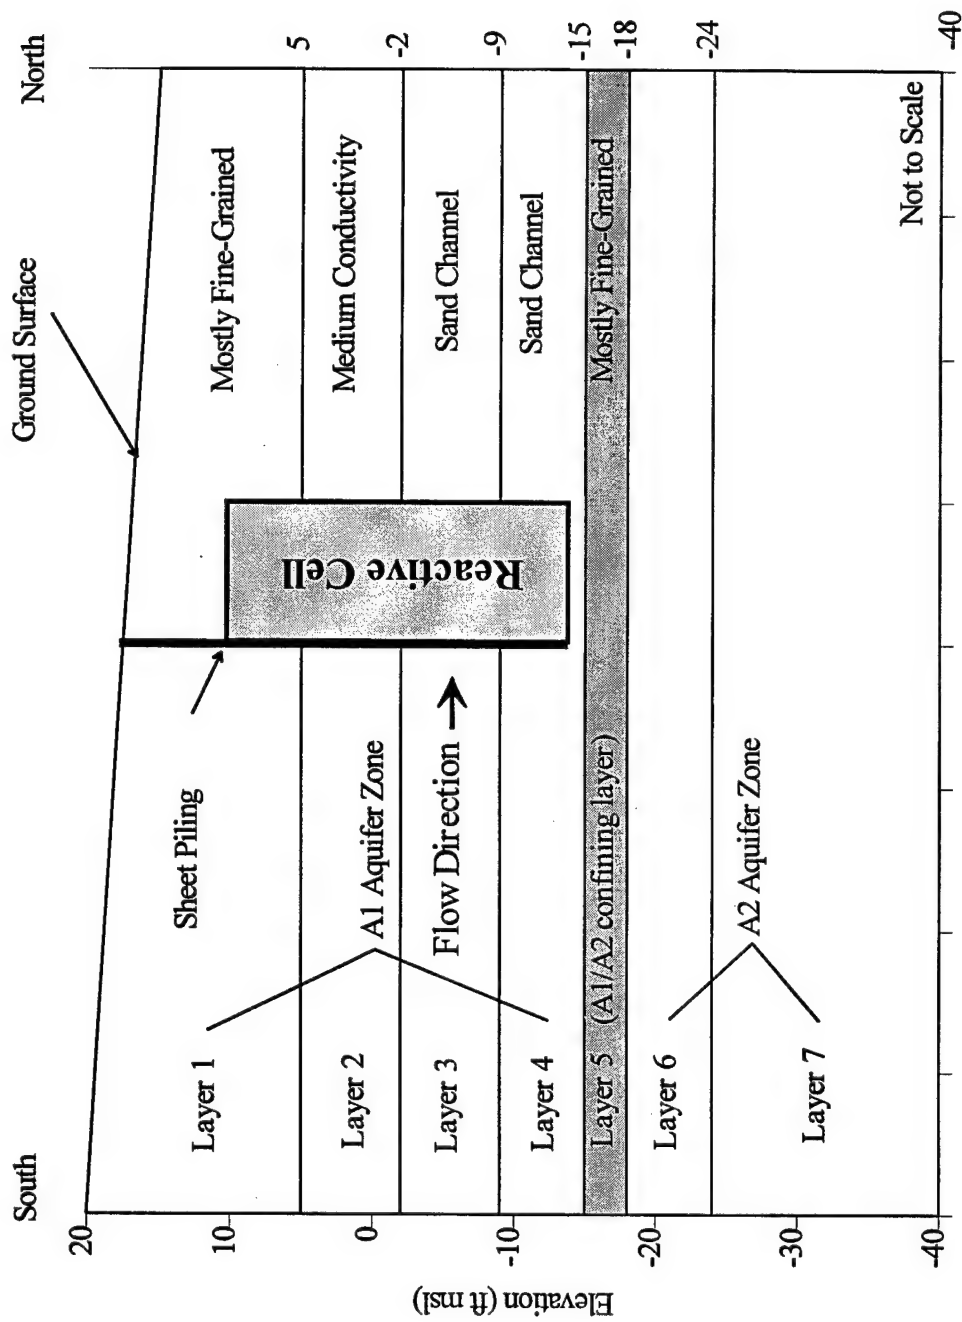 South
North
Ground Surface
20
10
0
-10
-20
-30
-40
Elevation (ft msl)
5
-2
-9
-15
-18
-24
-40
Sheet Piling
Layer 1
Mostly Fine-Grained
Layer 2
A1 Aquifer Zone
Medium Conductivity
Layer 3
Flow Direction
Reactive Cell
Sand Channel
Layer 4
Sand Channel
Layer 5 (A1/A2 confining layer)
Mostly Fine-Grained
Layer 6
A2 Aquifer Zone
Layer 7
Not to Scale